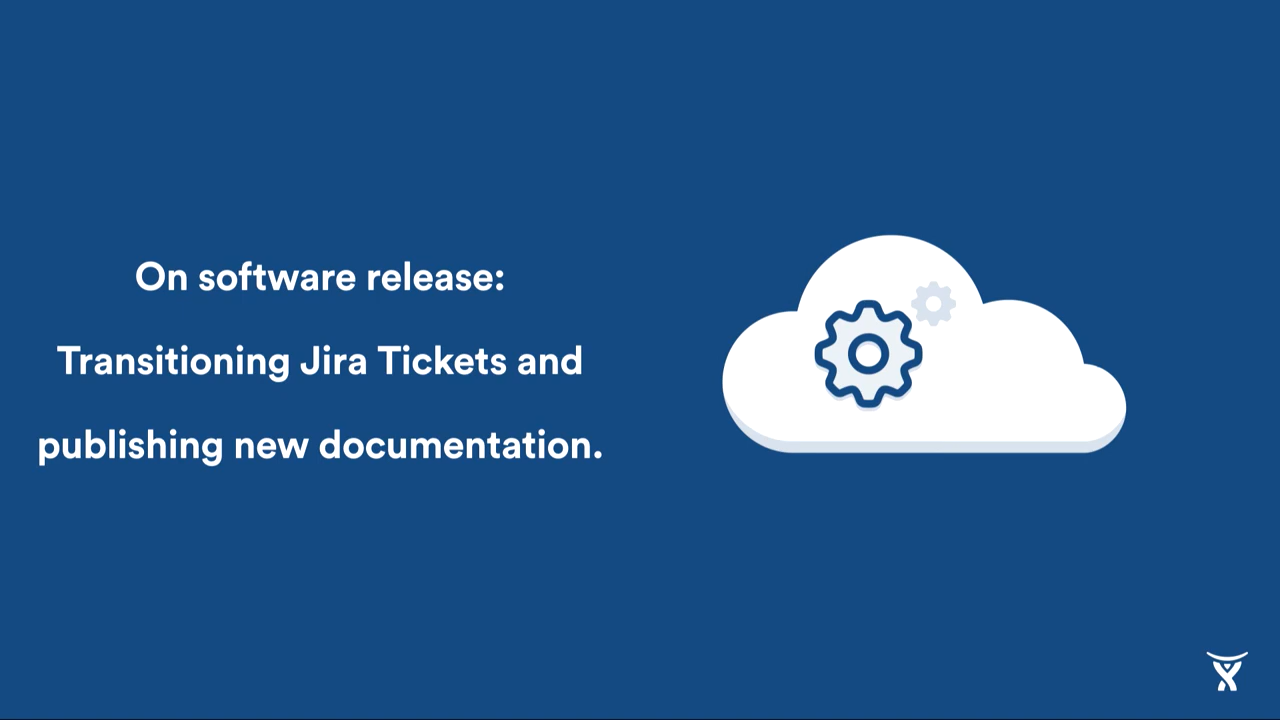 On software release:
Transitioning Jira Tickets and
publishing new documentation.